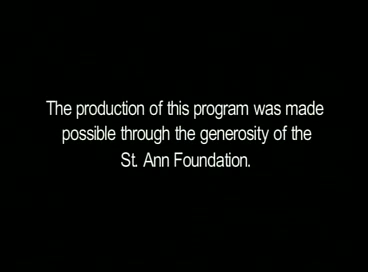 The production of this program was made
possible through the generosity of the
St. Ann Foundation.